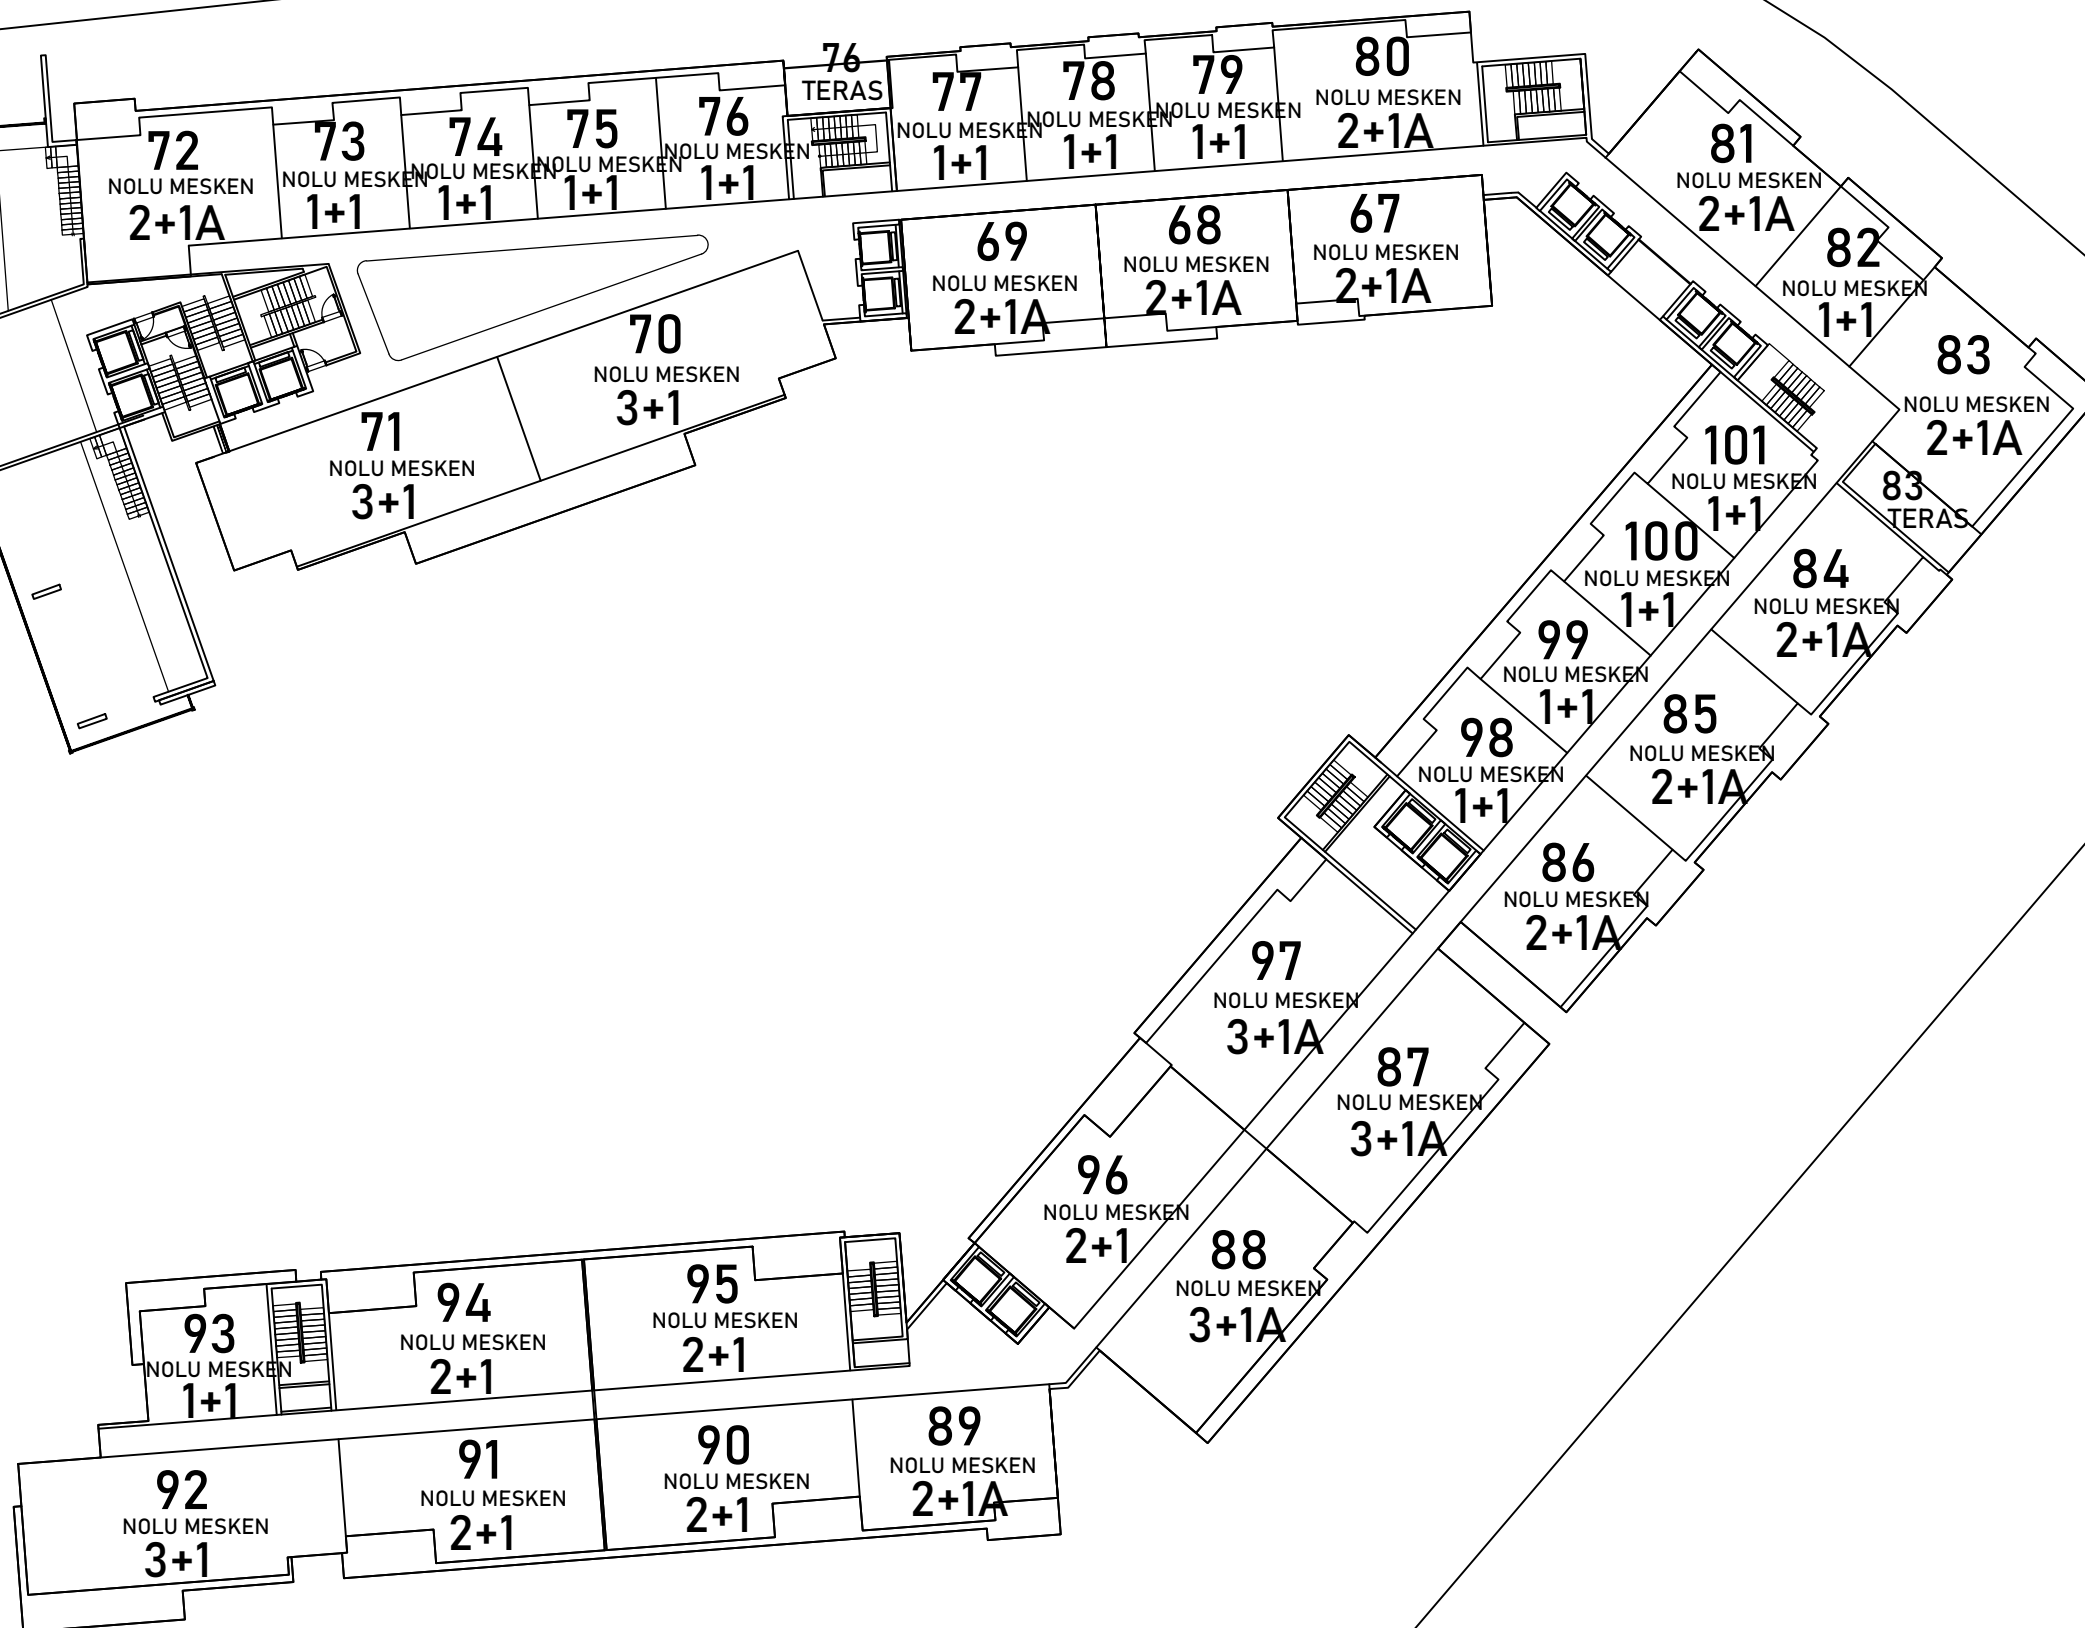 72
NOLU MESKEN
2+1A
73
NOLU MESKEN
1+1
74
NOLU MESKEN
1+1
75
NOLU MESKEN
1+1
76
NOLU MESKEN
1+1
76
TERAS
77
NOLU MESKEN
1+1
78
NOLU MESKEN
1+1
79
NOLU MESKEN
1+1
80
NOLU MESKEN
2+1A
81
NOLU MESKEN
2+1A
82
NOLU MESKEN
1+1
83
NOLU MESKEN
2+1A
83
TERAS
69
NOLU MESKEN
2+1A
68
NOLU MESKEN
2+1A
67
NOLU MESKEN
2+1A
70
NOLU MESKEN
3+1
71
NOLU MESKEN
3+1
101
NOLU MESKEN
1+1
100
NOLU MESKEN
1+1
99
NOLU MESKEN
1+1
98
NOLU MESKEN
1+1
84
NOLU MESKEN
2+1A
85
NOLU MESKEN
2+1A
86
NOLU MESKEN
2+1A
97
NOLU MESKEN
3+1A
87
NOLU MESKEN
3+1A
96
NOLU MESKEN
2+1
88
NOLU MESKEN
3+1A
93
NOLU MESKEN
1+1
94
NOLU MESKEN
2+1
95
NOLU MESKEN
2+1
92
NOLU MESKEN
3+1
91
NOLU MESKEN
2+1
90
NOLU MESKEN
2+1
89
NOLU MESKEN
2+1A